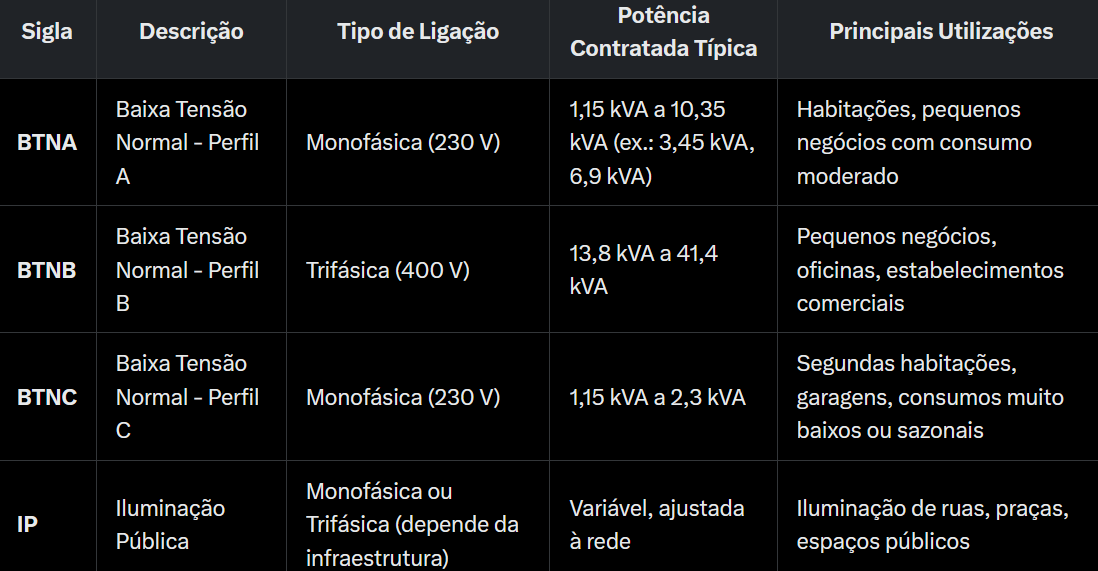 Sigla
Descrição
Tipo de Ligação
Potência
Contratada Típica
Principais Utilizações
BTNA
Baixa Tensão
Normal - Perfil
A
Monofásica (230 V)
1,15 kVA a 10,35
kVA (ex.: 3,45 kVA,
6,9 kVA)
Habitações, pequenos
negócios com consumo
moderado
BTNB
Baixa Tensão
Normal - Perfil
B
Trifásica (400 V)
13,8 kVA a 41,4
kVA
Pequenos negócios,
oficinas, estabelecimentos
comerciais
BTNC
Baixa Tensão
Normal - Perfil
C
Monofásica (230 V)
1,15 kVA a 2,3 kVA
Segundas habitações,
garagens, consumos muito
baixos ou sazonais
IP
Iluminação
Pública
Monofásica ou
Trifásica (depende da
infraestrutura)
Variável, ajustada
à rede
Iluminação de ruas, praças,
espaços públicos